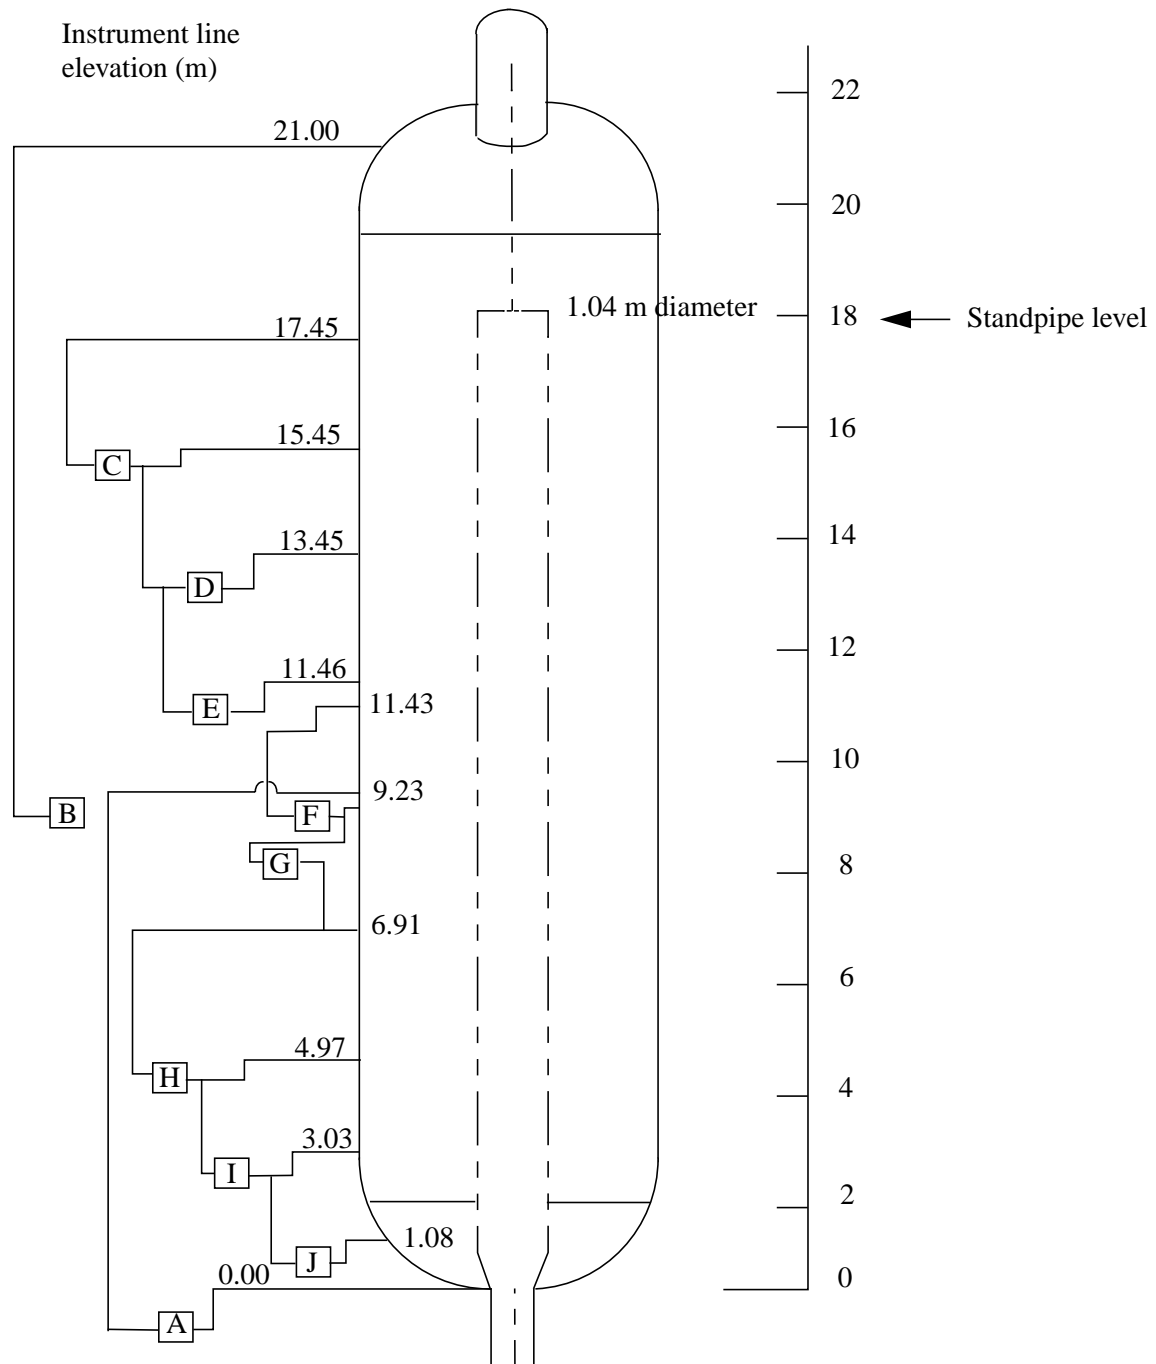 Instrument line
elevation (m)
22
21.00
20
1.04 m diameter
18
Standpipe level
17.45
16
15.45
C
14
13.45
D
12
11.46
E
11.43
10
9.23
B
F
G
8
6.91
6
4.97
H
4
3.03
I
2
1.08
J
0.00
0
A